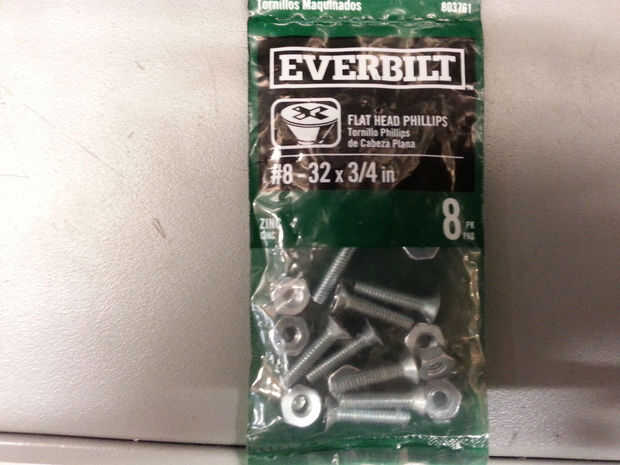 Tornillos Maquinados
803761
EVERBILT
FLAT HEAD PHILLIPS
Tornillo Phillips
de Cabeza Plana
#8-32 x 3/4 in
ZINC
ZINC
8 PK
PAQ